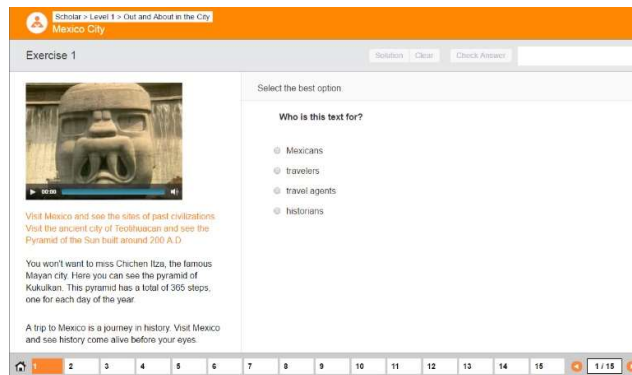 Scholar > Level 1 > Out and About in the City
Mexico City
Exercise 1
Solution Clear Check Answer
00:00
Visit Mexico and see the sites of past civilizations.
Visit the ancient city of Teotihuacan and see the
Pyramid of the Sun built around 200 A.D.
You won't want to miss Chichen Itza, the famous
Mayan city. Here you can see the pyramid of
Kukulkan. This pyramid has a total of 365 steps,
one for each day of the year.
A trip to Mexico is a journey in history. Visit Mexico
and see history come alive before your eyes.
Select the best option
Who is this text for?
Mexicans
travelers
travel agents
historians
1 2 3 4 5 6 7 8 9 10 11 12 13 14 15 1 / 15